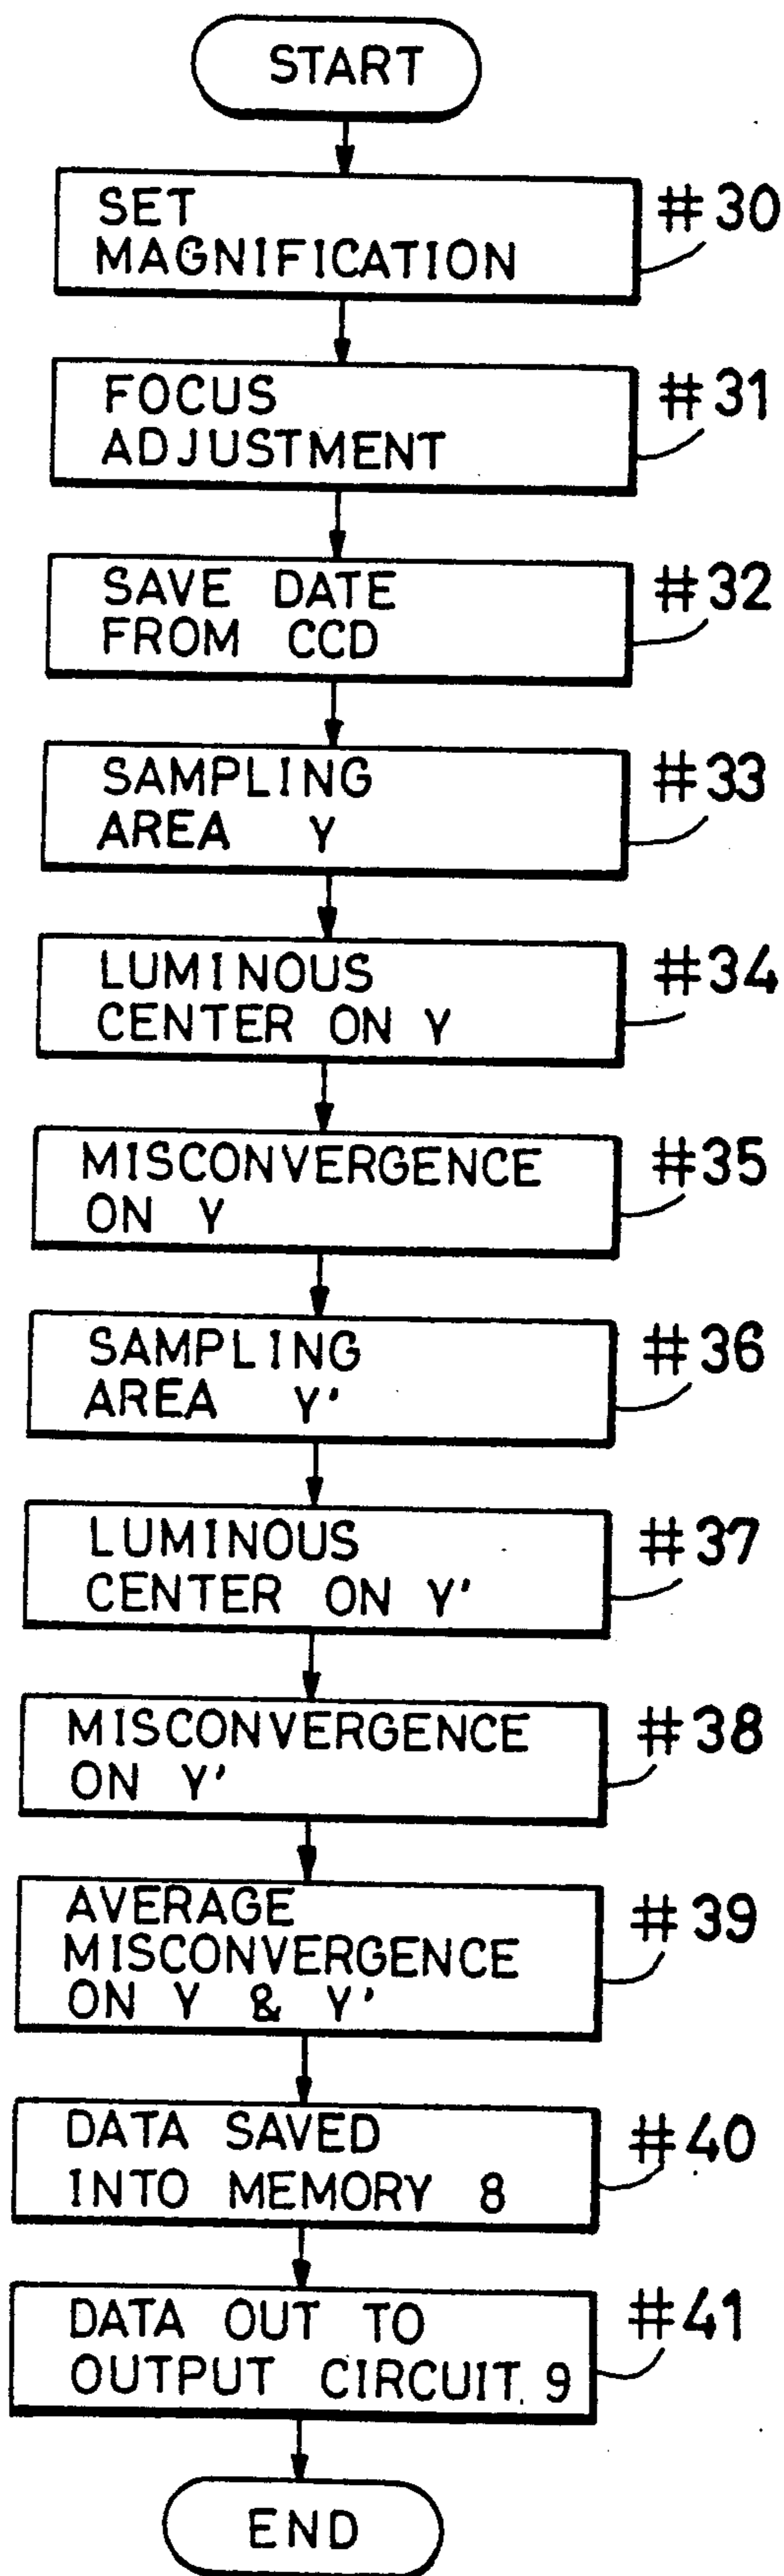 START
SET
MAGNIFICATION
#30
FOCUS
ADJUSTMENT
#31
SAVE DATE
FROM CCD
#32
SAMPLING
AREA Y
#33
LUMINOUS
CENTER ON Y
#34
MISCONVERGENCE
ON Y
#35
SAMPLING
AREA Y'
#36
LUMINOUS
CENTER ON Y'
#37
MISCONVERGENCE
ON Y'
#38
AVERAGE
MISCONVERGENCE
ON Y & Y'
#39
DATA SAVED
INTO MEMORY 8
#40
DATA OUT TO
OUTPUT CIRCUIT 9
#41
END